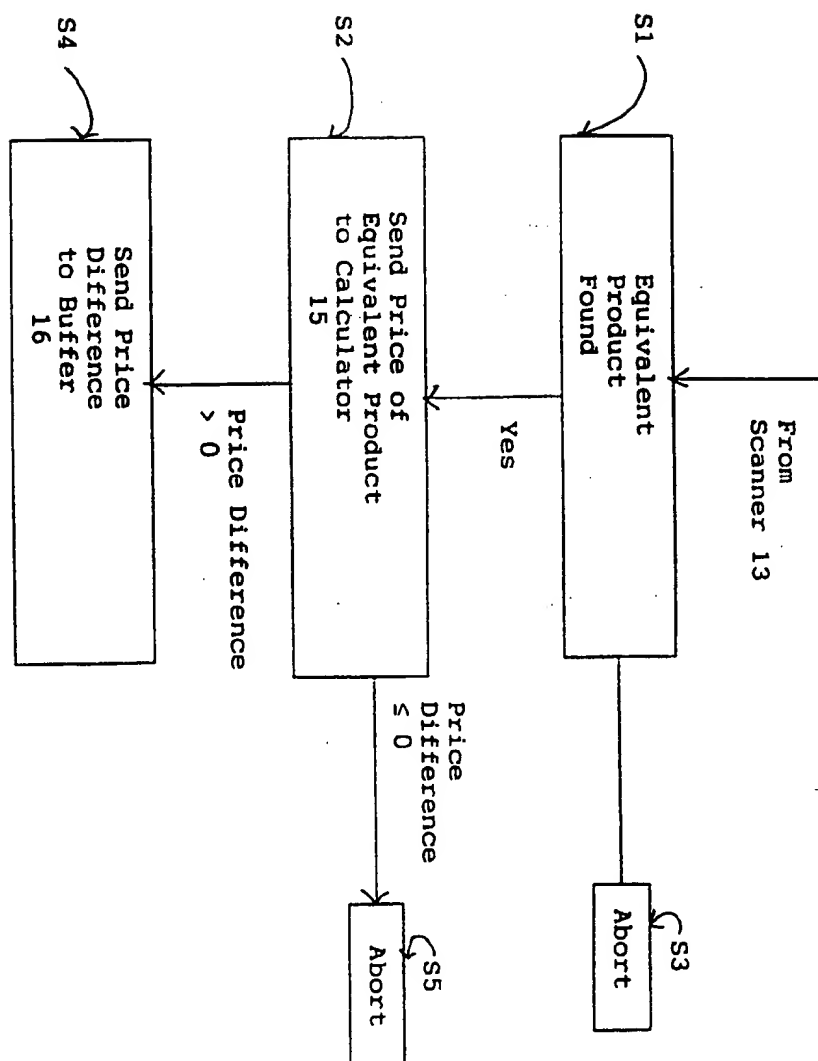 From
Scanner 13
S1
Equivalent
Product
Found
S3
Abort
Yes
S2
Send Price of
Equivalent Product
to Calculator
15
Price
Difference
≤ 0
S5
Abort
Price Difference
> 0
S4
Send Price
Difference
to Buffer
16